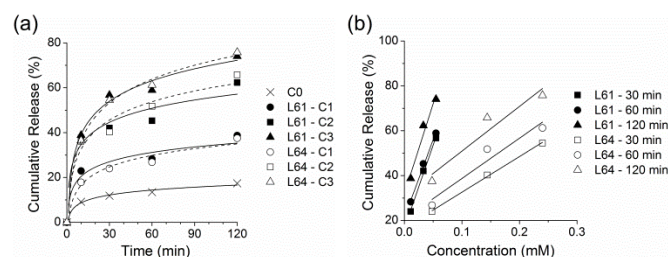 (a)
80
60
40
20
0
0 30 60 90 120
Cumulative Release (%)
Time (min)
C0
L61 - C1
L61 - C2
L61 - C3
L64 - C1
L64 - C2
L64 - C3
(b)
100
80
60
40
20
0.0 0.1 0.2 0.3
Cumulative Release (%)
Concentration (mM)
L61 - 30 min
L61 - 60 min
L61 - 120 min
L64 - 30 min
L64 - 60 min
L64 - 120 min